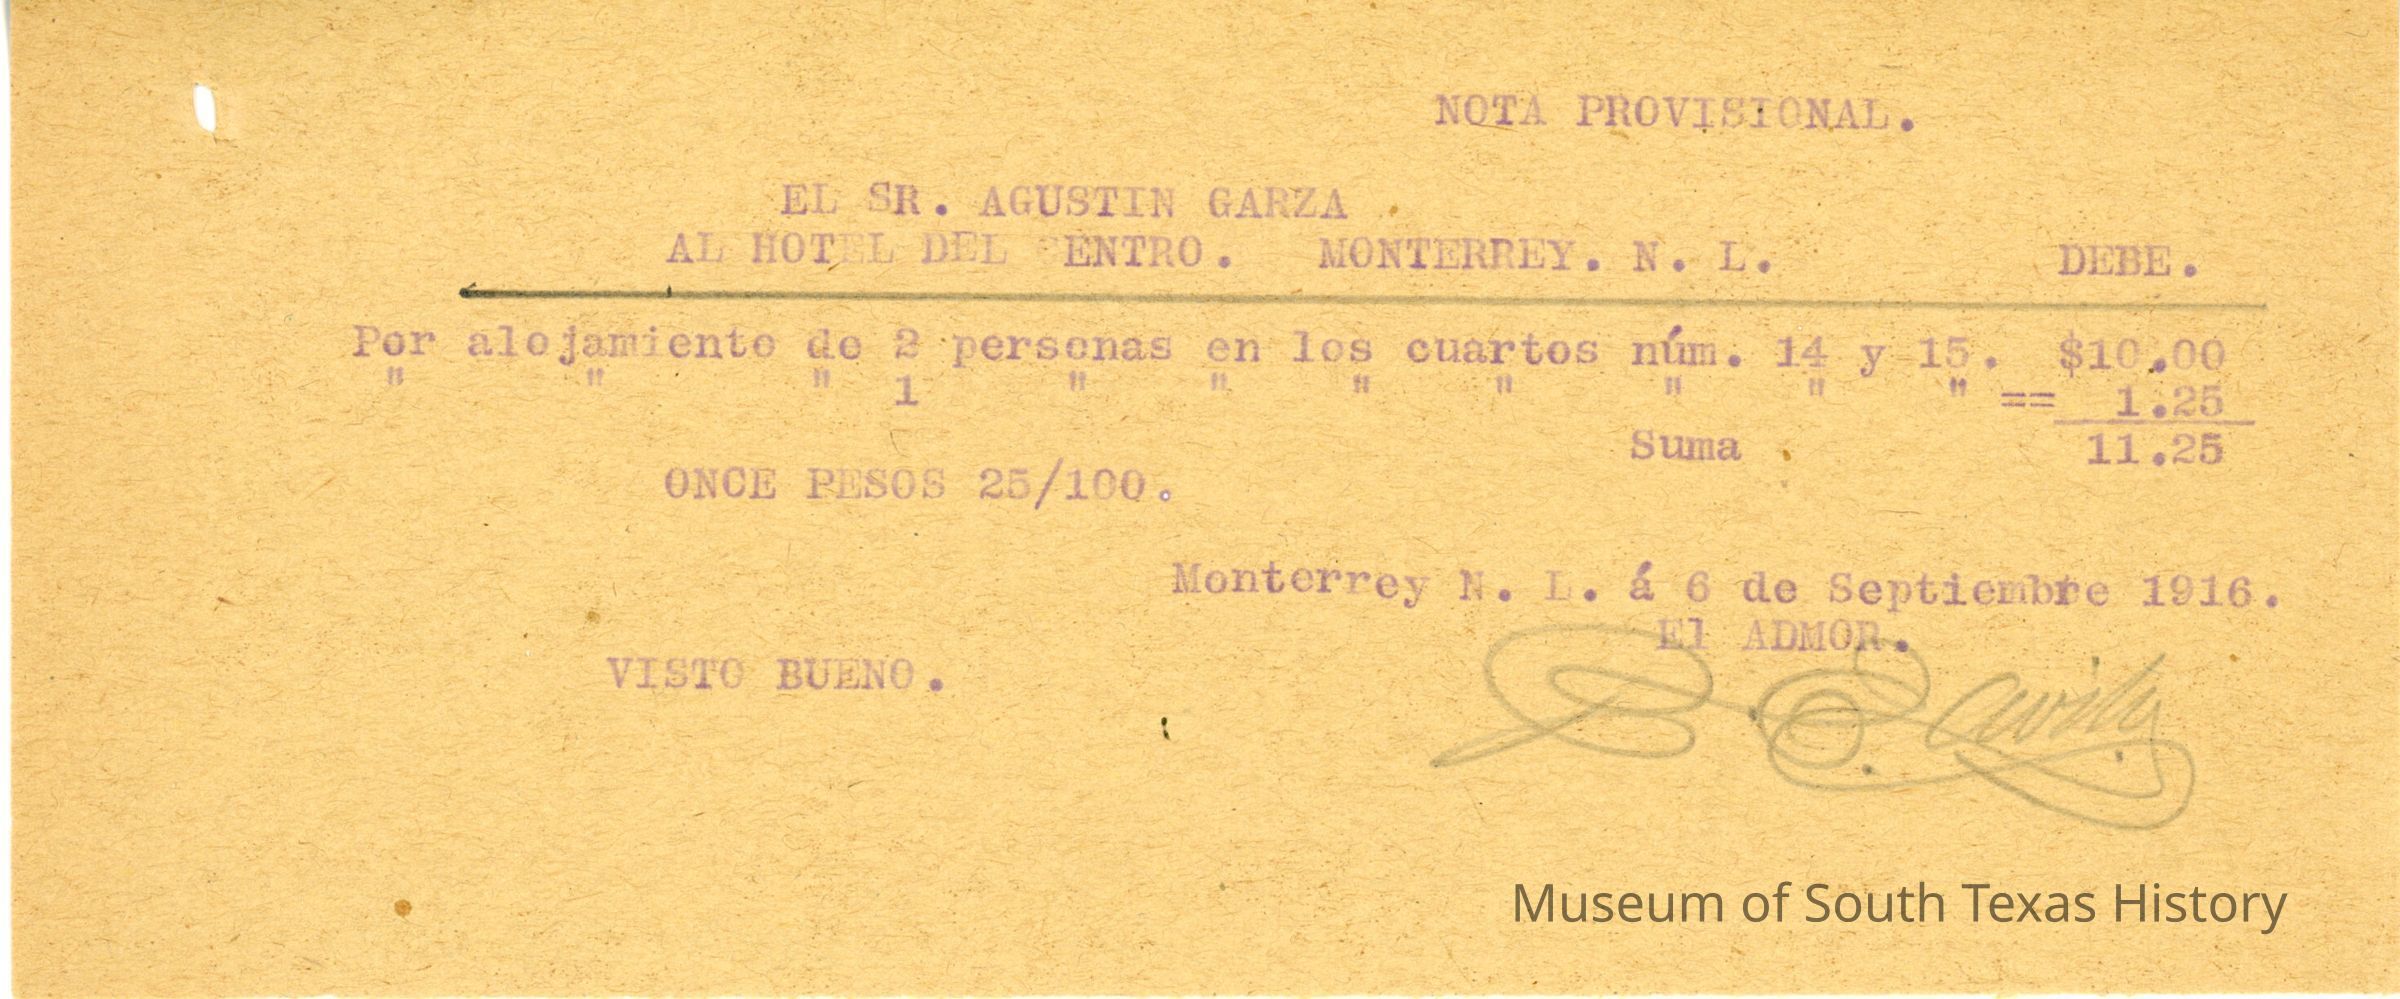 NOTA PROVISIONAL.
EL SR. AGUSTIN GARZA
AL HOTEL DEL CENTRO. MONTERREY. N. L. DEBE.
Por alojamiento de 2 personas en los cuartos núm. 14 y 15. $10.00
" " " 1 " " " " " " " == 1.25
Suma 11.25
ONCE PESOS 25/100.
Monterrey N. L. á 6 de Septiembre 1916.
El ADMOR.
VISTO BUENO.
Museum of South Texas History